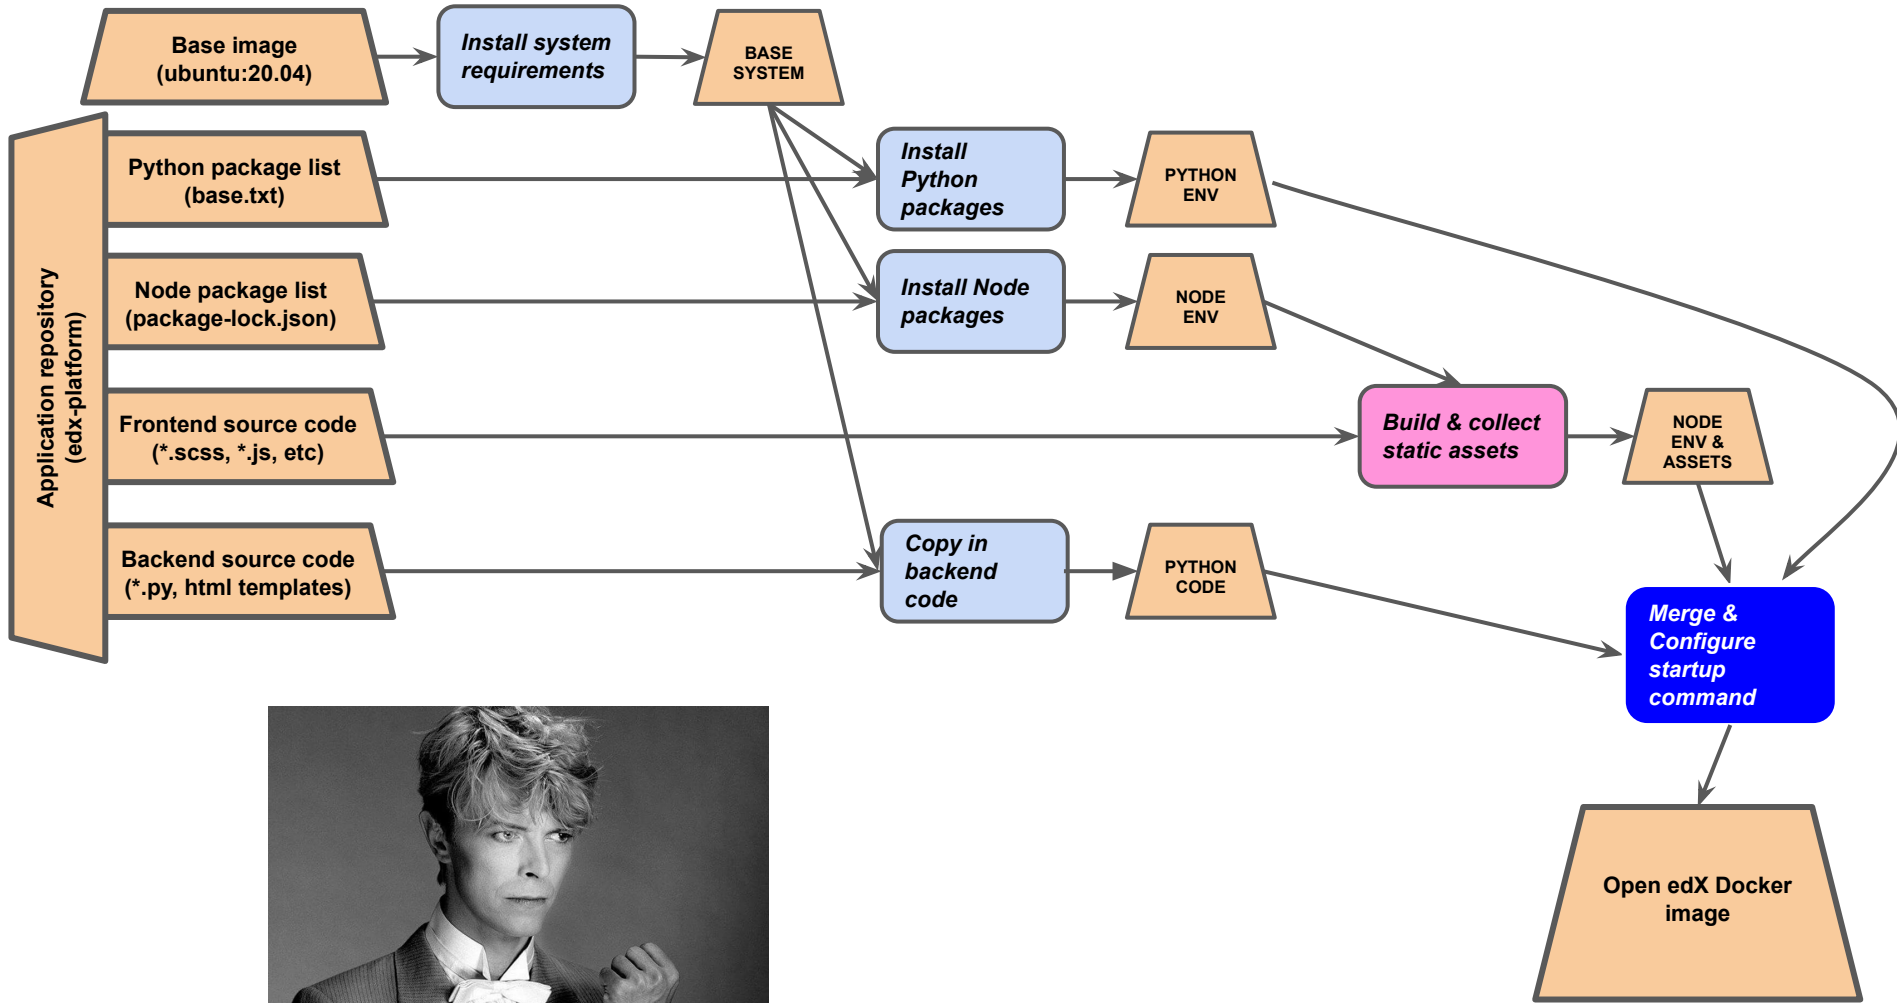 Base image
(ubuntu:20.04)
Install system
requirements
BASE
SYSTEM
Application repository
(edx-platform)
Python package list
(base.txt)
Install
Python
packages
PYTHON
ENV
Node package list
(package-lock.json)
Install Node
packages
NODE
ENV
Frontend source code
(*.scss, *.js, etc)
Build & collect
static assets
NODE
ENV &
ASSETS
Backend source code
(*.py, html templates)
Copy in
backend
code
PYTHON
CODE
Merge &
Configure
startup
command
Open edX Docker
image